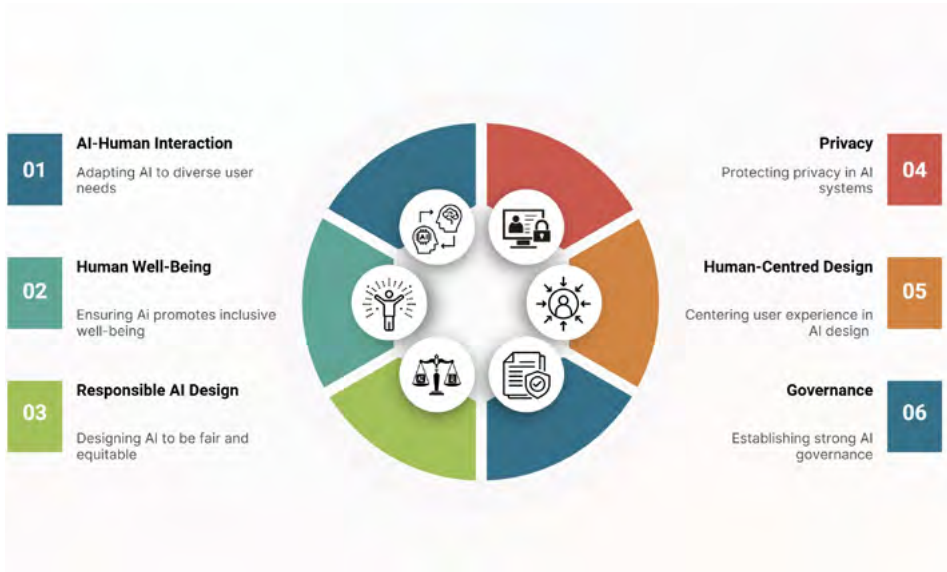 01
AI-Human Interaction
Adapting AI to diverse user
needs
02
Human Well-Being
Ensuring Ai promotes inclusive
well-being
03
Responsible AI Design
Designing AI to be fair and
equitable
04
Privacy
Protecting privacy in AI
systems
05
Human-Centred Design
Centering user experience in
AI design
06
Governance
Establishing strong AI
governance
AI